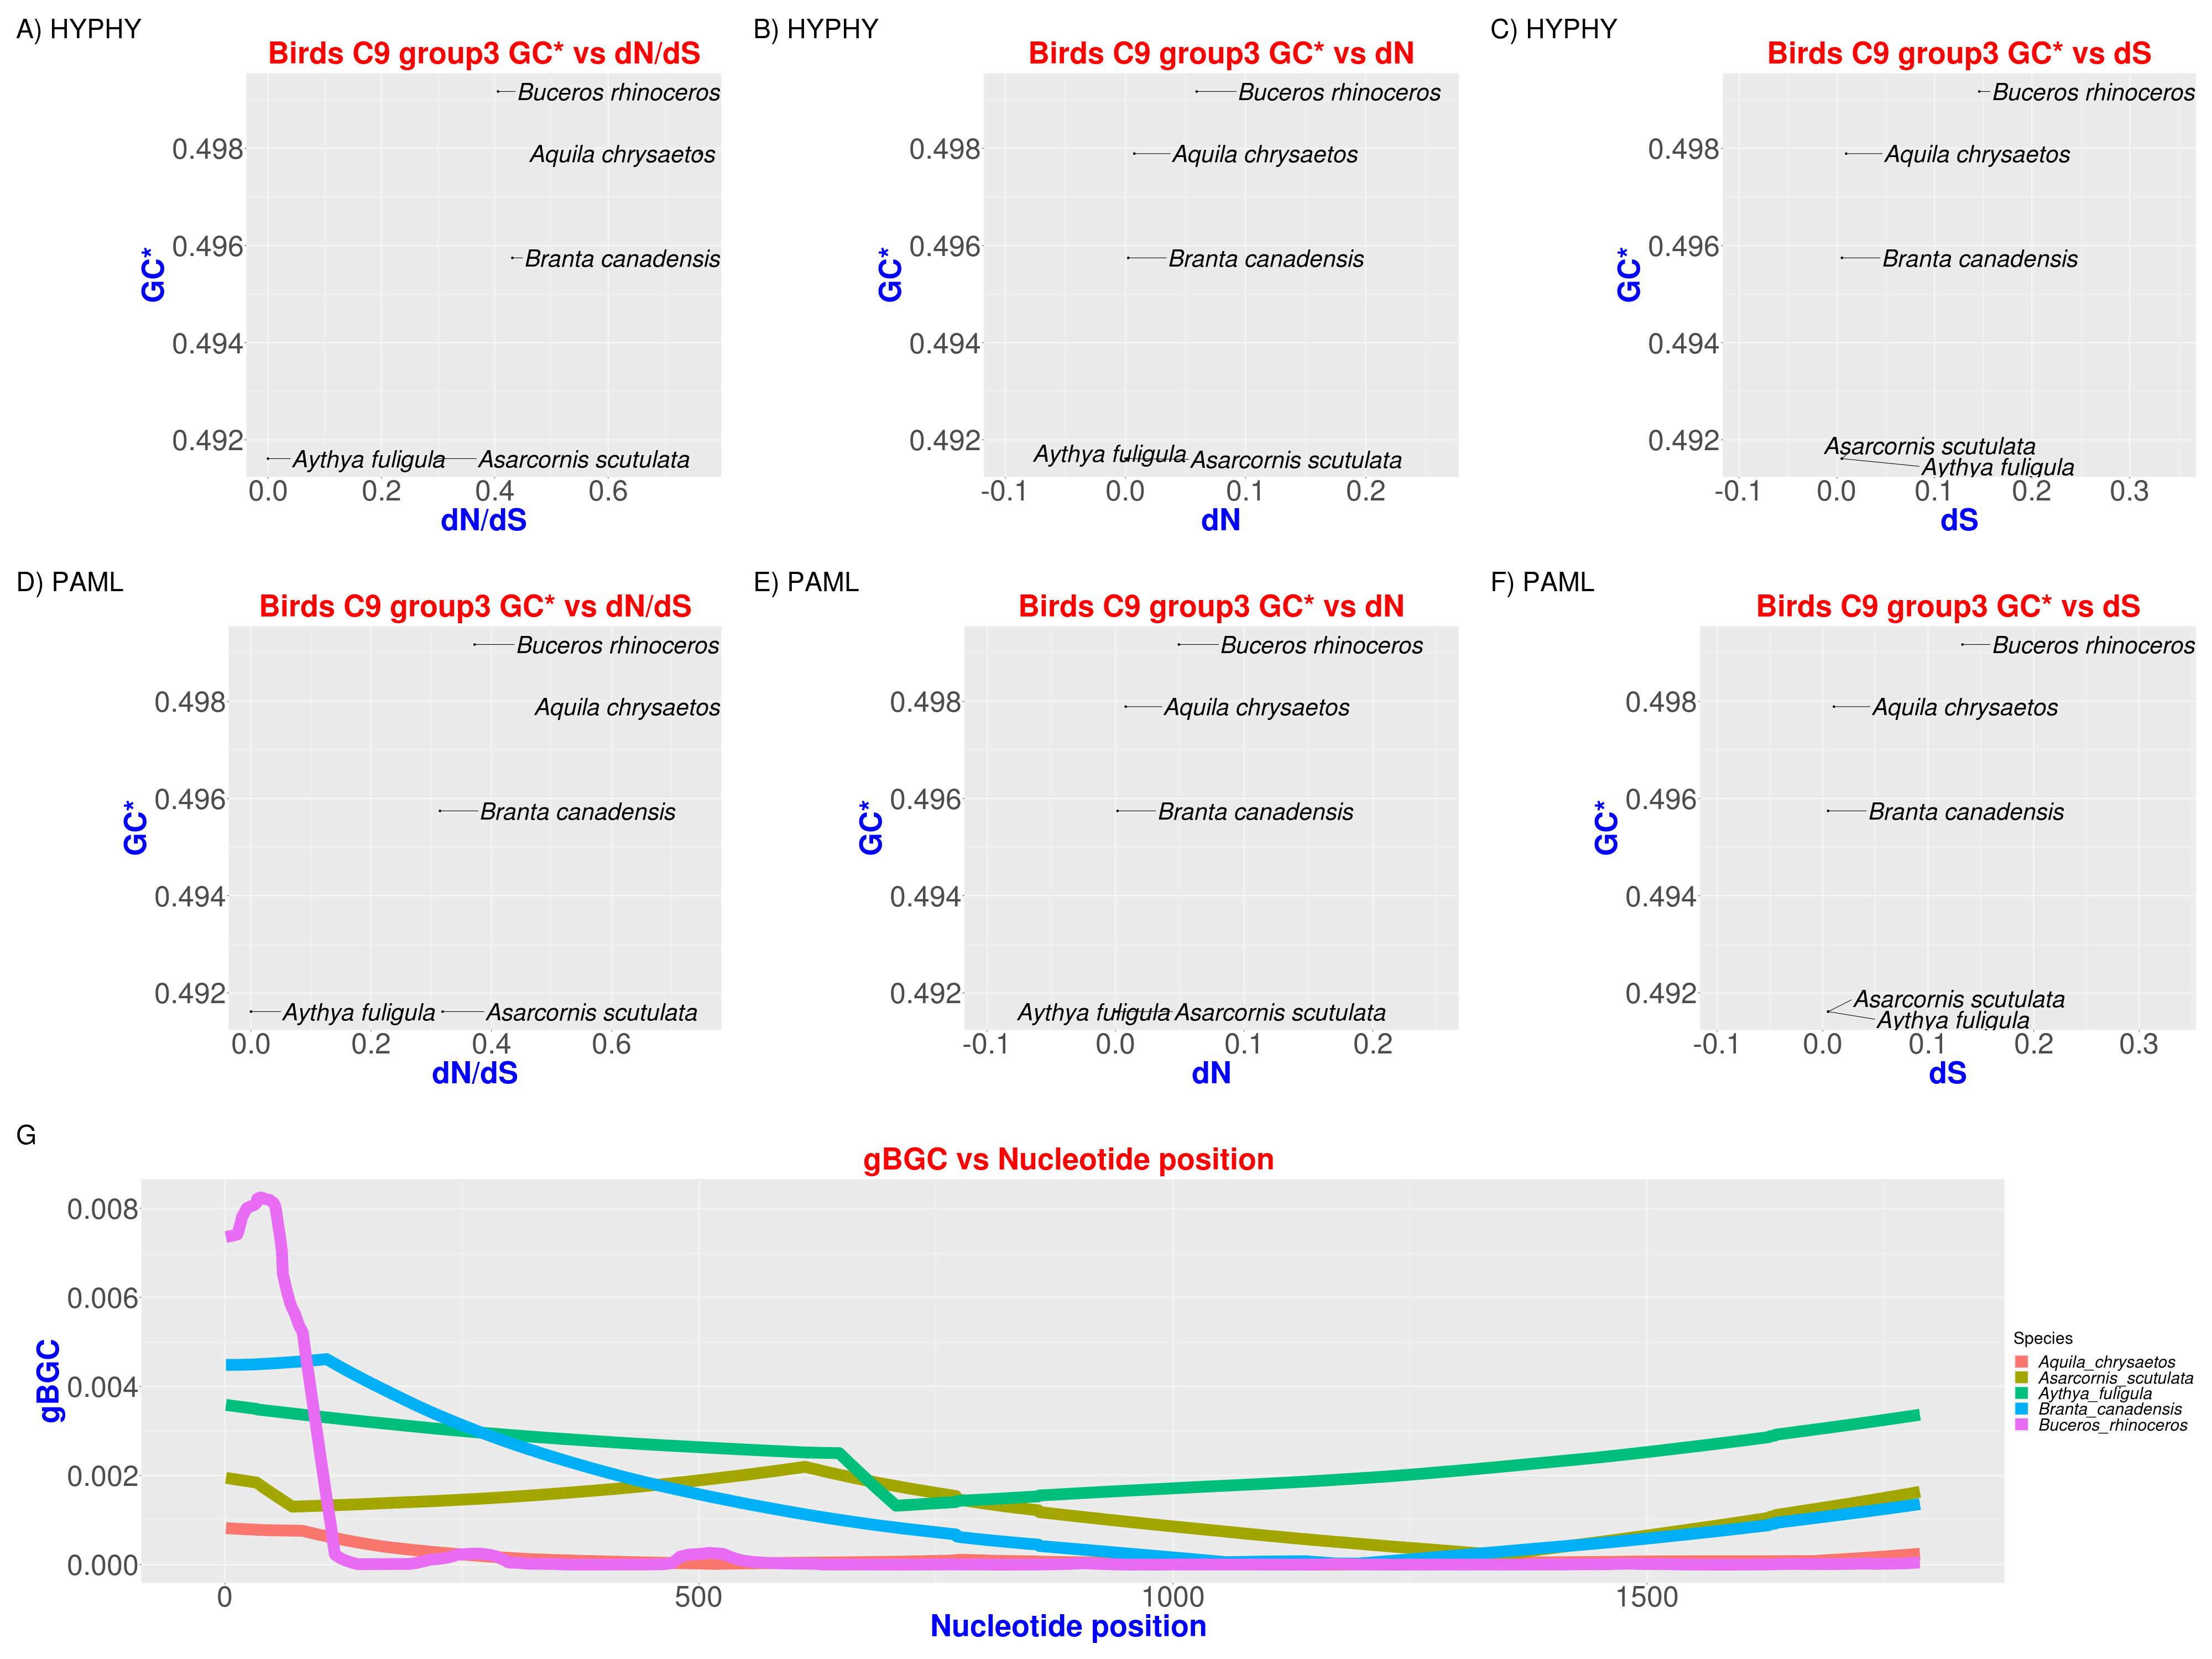 A) HYPHY
Birds C9 group3 GC* vs dN/dS
Buceros rhinoceros
0.498
Aquila chrysaetos
0.496
Branta canadensis
GC*
0.494
0.492
Aythya fuligula
Asarcornis scutulata
0.0 0.2 0.4 0.6
dN/dS
B) HYPHY
Birds C9 group3 GC* vs dN
Buceros rhinoceros
0.498
Aquila chrysaetos
0.496
Branta canadensis
GC*
0.494
0.492
Aythya fuligula
Asarcornis scutulata
-0.1 0.0 0.1 0.2
dN
C) HYPHY
Birds C9 group3 GC* vs dS
Buceros rhinoceros
0.498
Aquila chrysaetos
0.496
Branta canadensis
GC*
0.494
0.492
Asarcornis scutulata
Aythya fuligula
-0.1 0.0 0.1 0.2 0.3
dS
D) PAML
Birds C9 group3 GC* vs dN/dS
Buceros rhinoceros
0.498
Aquila chrysaetos
0.496
Branta canadensis
GC*
0.494
0.492
Aythya fuligula
Asarcornis scutulata
0.0 0.2 0.4 0.6
dN/dS
E) PAML
Birds C9 group3 GC* vs dN
Buceros rhinoceros
0.498
Aquila chrysaetos
0.496
Branta canadensis
GC*
0.494
0.492
Aythya fuligula
Asarcornis scutulata
-0.1 0.0 0.1 0.2
dN
F) PAML
Birds C9 group3 GC* vs dS
Buceros rhinoceros
0.498
Aquila chrysaetos
0.496
Branta canadensis
GC*
0.494
0.492
Asarcornis scutulata
Aythya fuligula
-0.1 0.0 0.1 0.2 0.3
dS
G
gBGC vs Nucleotide position
0.008
0.006
0.004
0.002
0.000
gBGC
0 500 1000 1500
Nucleotide position
Species
Aquila_chrysaetos
Asarcornis_scutulata
Aythya_fuligula
Branta_canadensis
Buceros_rhinoceros